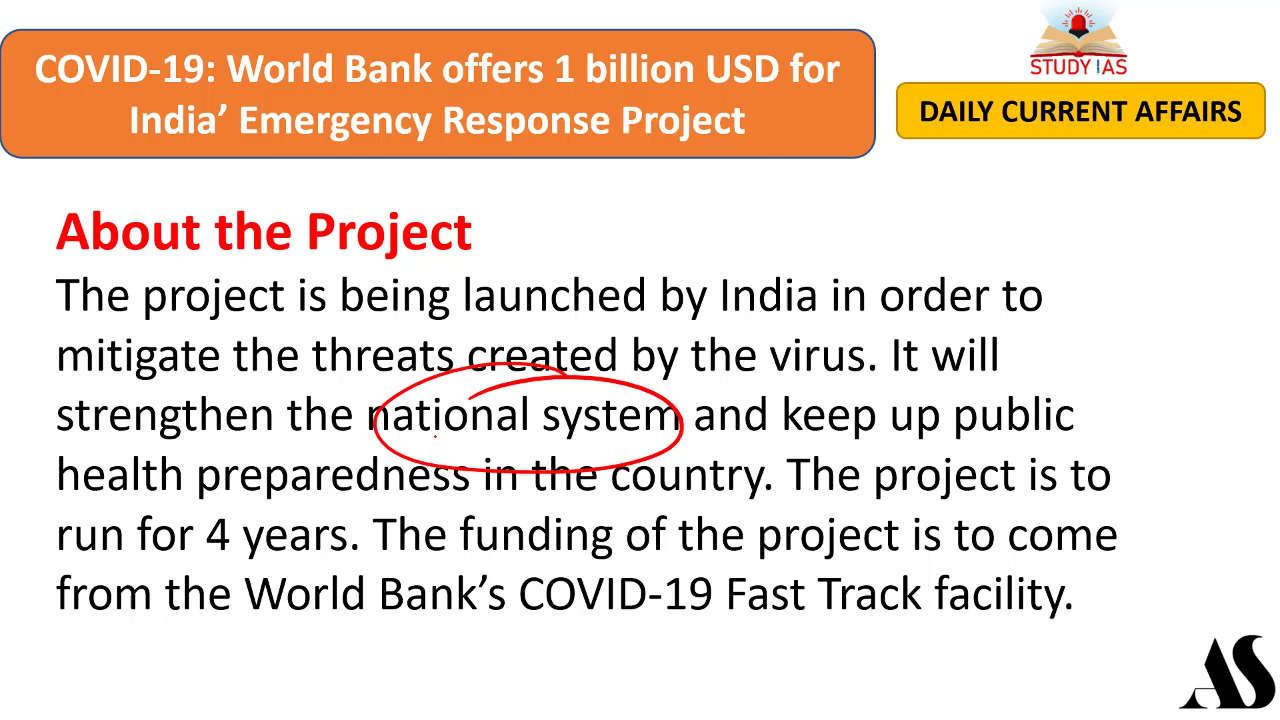 COVID-19: World Bank offers 1 billion USD for
India’ Emergency Response Project
STUDY IAS
DAILY CURRENT AFFAIRS
About the Project
The project is being launched by India in order to
mitigate the threats created by the virus. It will
strengthen the national system and keep up public
health preparedness in the country. The project is to
run for 4 years. The funding of the project is to come
from the World Bank’s COVID-19 Fast Track facility.
AS